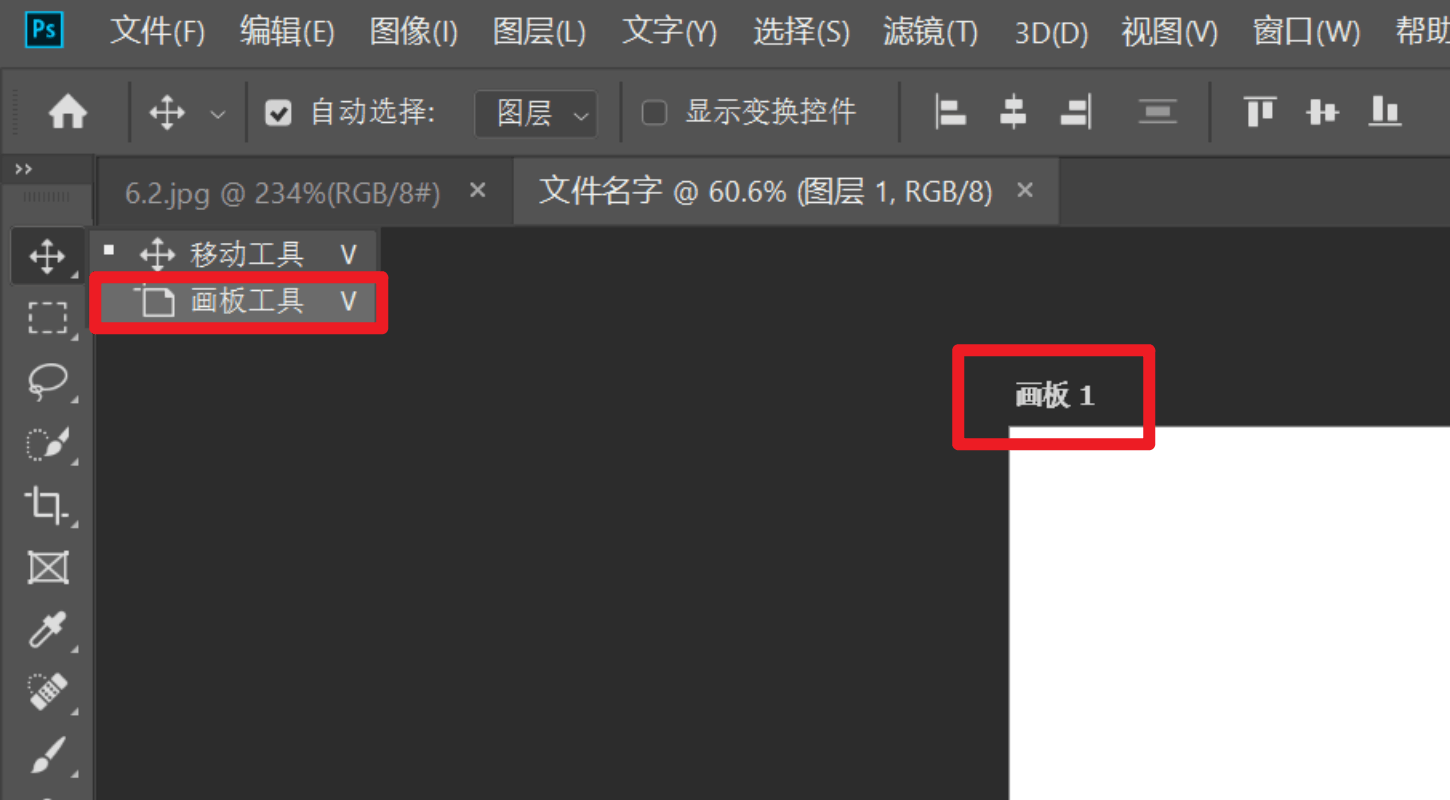 Ps 文件(F) 编辑(E) 图像(I) 图层(L) 文字(Y) 选择(S) 滤镜(T) 3D(D) 视图(V) 窗口(W) 帮助
自动选择: 图层 显示变换控件
6.2.jpg @ 234%(RGB/8#) × 文件名字 @ 60.6% (图层 1, RGB/8) ×
移动工具 V
画板工具 V
画板 1